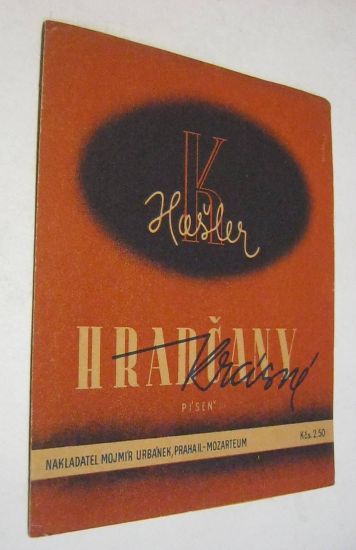 K
Hašler
HRADČANY
Krásné
PÍSEŇ
NAKLADATEL MOJMÍR URBÁNEK, PRAHA II.-MOZARTEUM
Kčs. 2,50